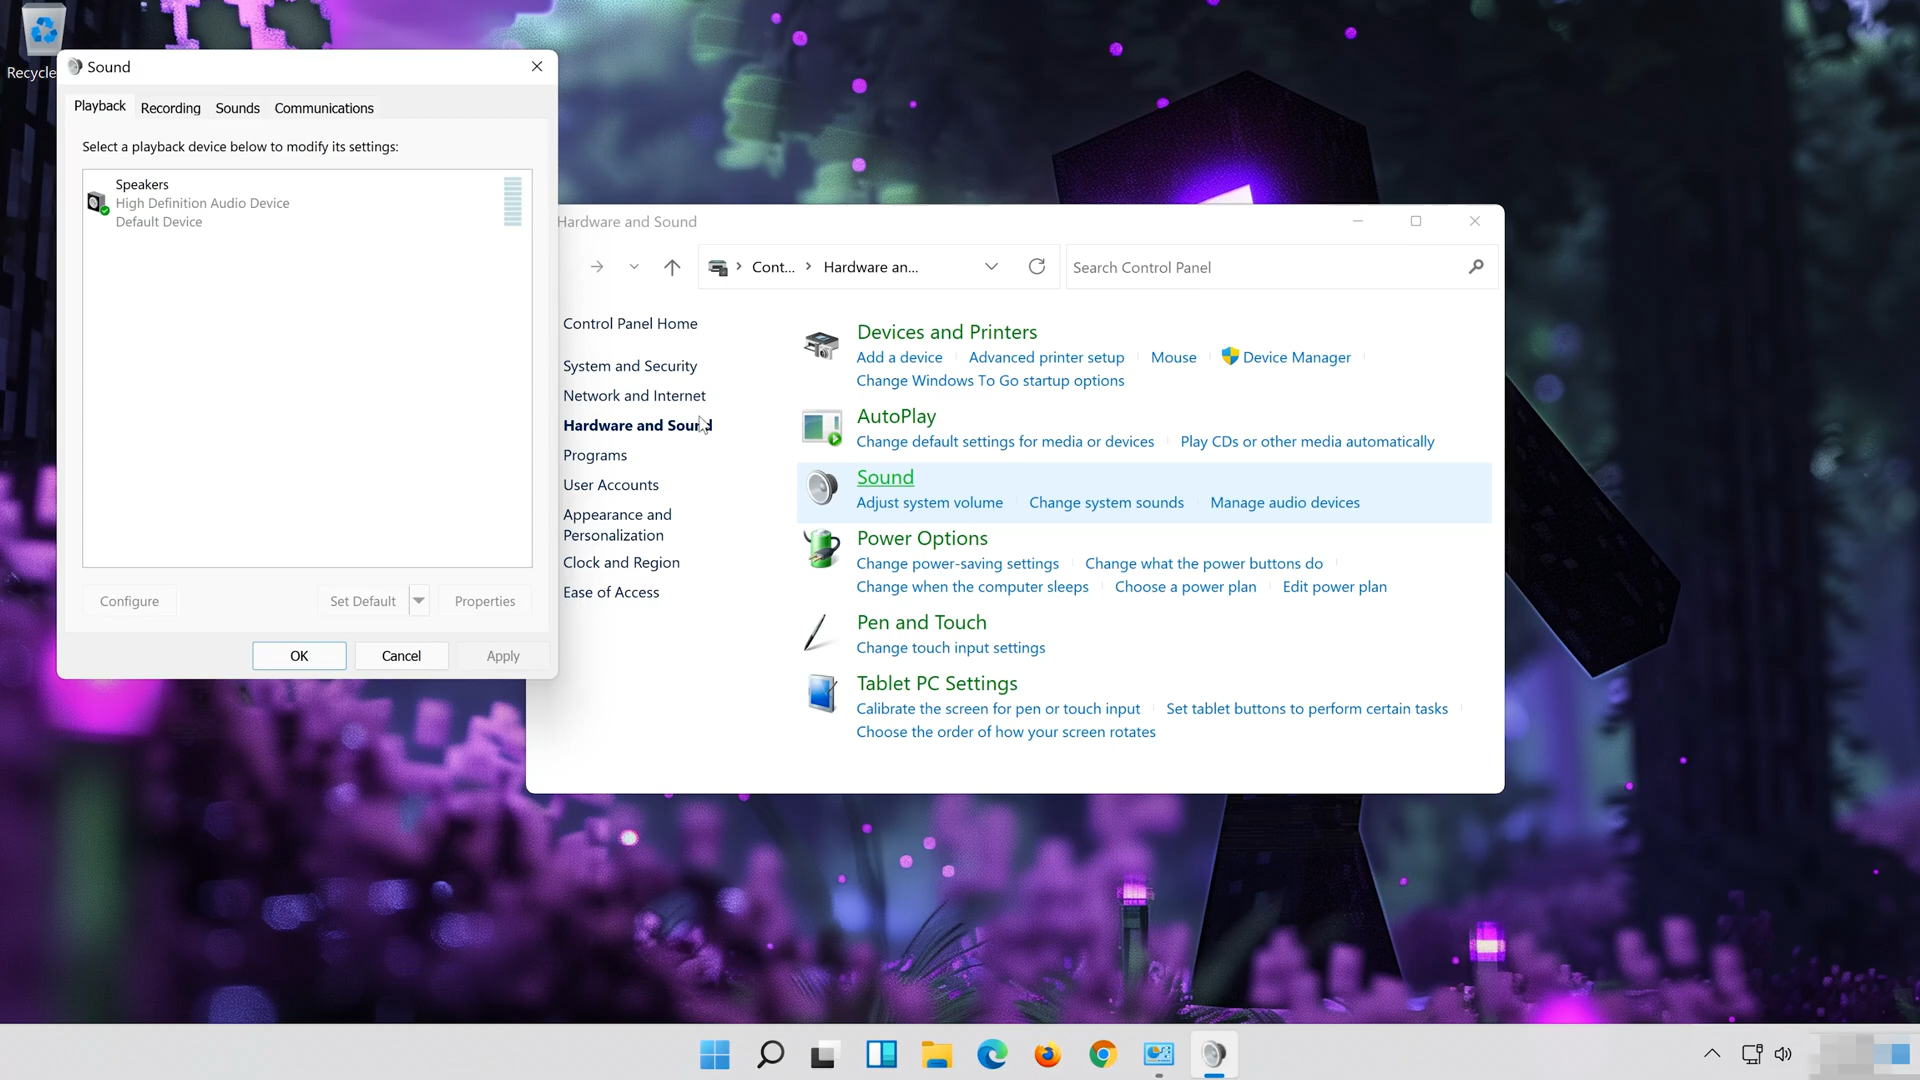 Recycle
Sound
Playback
Recording
Sounds
Communications
Select a playback device below to modify its settings:
Speakers
High Definition Audio Device
Default Device
Configure
Set Default
Properties
OK
Cancel
Apply
Hardware and Sound
Cont...
Hardware an...
Search Control Panel
Control Panel Home
System and Security
Network and Internet
Hardware and Sound
Programs
User Accounts
Appearance and
Personalization
Clock and Region
Ease of Access
Devices and Printers
Add a device
Advanced printer setup
Mouse
Device Manager
Change Windows To Go startup options
AutoPlay
Change default settings for media or devices
Play CDs or other media automatically
Sound
Adjust system volume
Change system sounds
Manage audio devices
Power Options
Change power-saving settings
Change what the power buttons do
Change when the computer sleeps
Choose a power plan
Edit power plan
Pen and Touch
Change touch input settings
Tablet PC Settings
Calibrate the screen for pen or touch input
Set tablet buttons to perform certain tasks
Choose the order of how your screen rotates